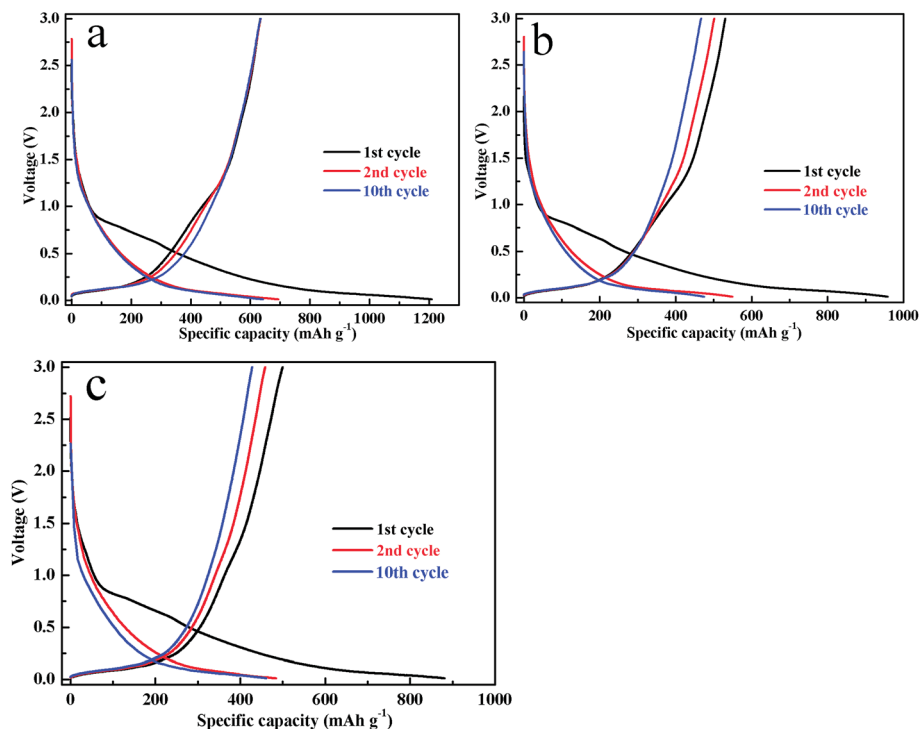 a
3.0
2.5
2.0
1.5
1.0
0.5
0.0
Voltage (V)
1st cycle
2nd cycle
10th cycle
0 200 400 600 800 1000 1200
Specific capacity (mAh g⁻¹)
b
3.0
2.5
2.0
1.5
1.0
0.5
0.0
Voltage (V)
1st cycle
2nd cycle
10th cycle
0 200 400 600 800 1000
Specific capacity (mAh g⁻¹)
c
3.0
2.5
2.0
1.5
1.0
0.5
0.0
Voltage (V)
1st cycle
2nd cycle
10th cycle
0 200 400 600 800 1000
Specific capacity (mAh g⁻¹)